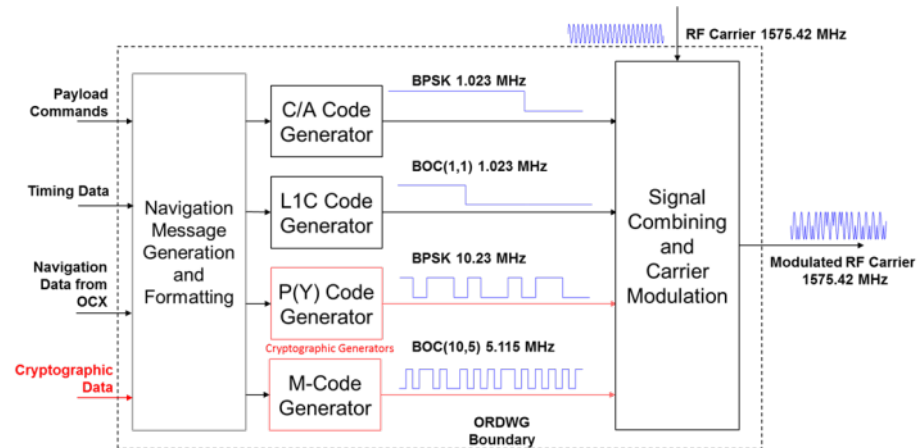 RF Carrier 1575.42 MHz
Payload
Commands
Timing Data
Navigation
Data from
OCX
Cryptographic
Data
Navigation
Message
Generation
and
Formatting
C/A Code
Generator
L1C Code
Generator
P(Y) Code
Generator
Cryptographic Generators
M-Code
Generator
BPSK 1.023 MHz
BOC(1,1) 1.023 MHz
BPSK 10.23 MHz
BOC(10,5) 5.115 MHz
ORDWG
Boundary
Signal
Combining
and
Carrier
Modulation
Modulated RF Carrier
1575.42 MHz